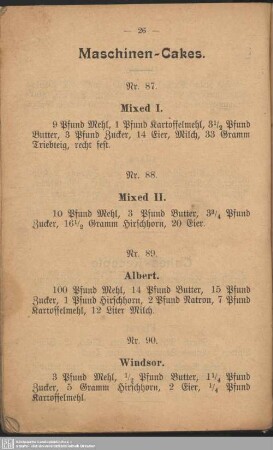 — 26 —
Maschinen-Cakes.
Nr. 87.
Mixed I.
9 Pfund Mehl, 1 Pfund Kartoffelmehl, 3½ Pfund
Butter, 3 Pfund Zucker, 14 Eier, Milch, 33 Gramm
Triebteig, recht fest.
Nr. 88.
Mixed II.
10 Pfund Mehl, 3 Pfund Butter, 3¾ Pfund
Zucker, 16½ Gramm Hirschhorn, 20 Eier.
Nr. 89.
Albert.
100 Pfund Mehl, 14 Pfund Butter, 15 Pfund
Zucker, 1 Pfund Hirschhorn, 2 Pfund Natron, 7 Pfund
Kartoffelmehl, 12 Liter Milch.
Nr. 90.
Windsor.
3 Pfund Mehl, ½ Pfund Butter, 1¼ Pfund
Zucker, 5 Gramm Hirschhorn, 2 Eier, ¼ Pfund
Kartoffelmehl.